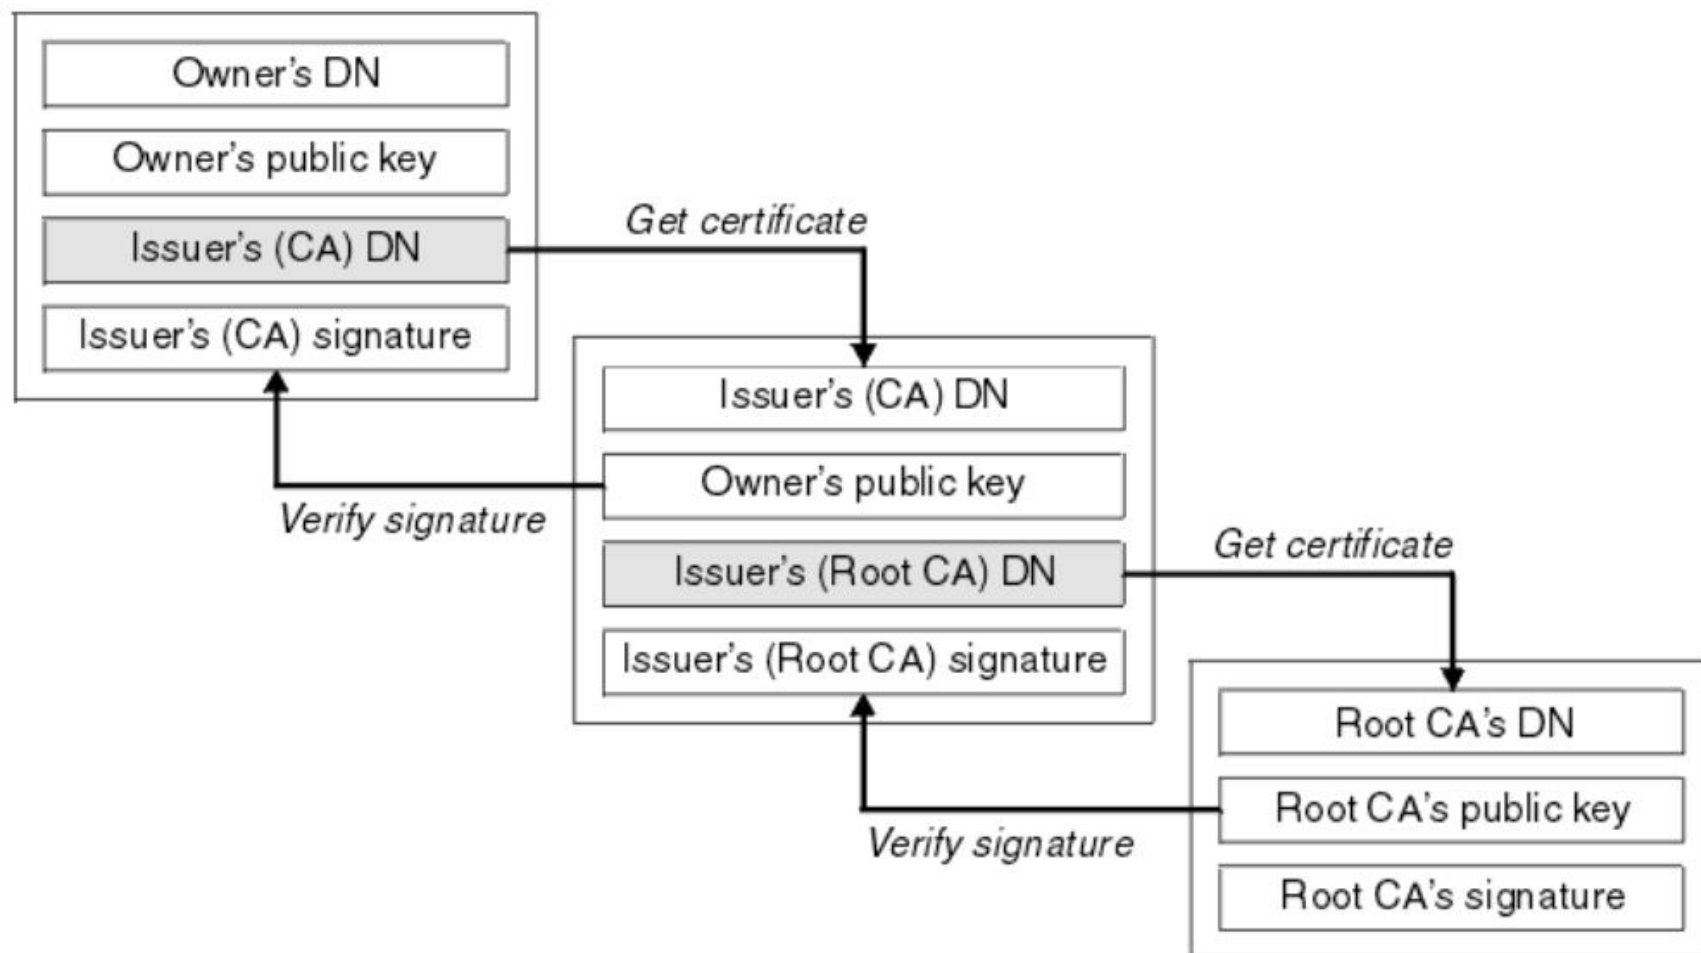 Owner's DN
Owner's public key
Issuer's (CA) DN
Issuer's (CA) signature
Get certificate
Verify signature
Issuer's (CA) DN
Owner's public key
Issuer's (Root CA) DN
Issuer's (Root CA) signature
Get certificate
Verify signature
Root CA's DN
Root CA's public key
Root CA's signature